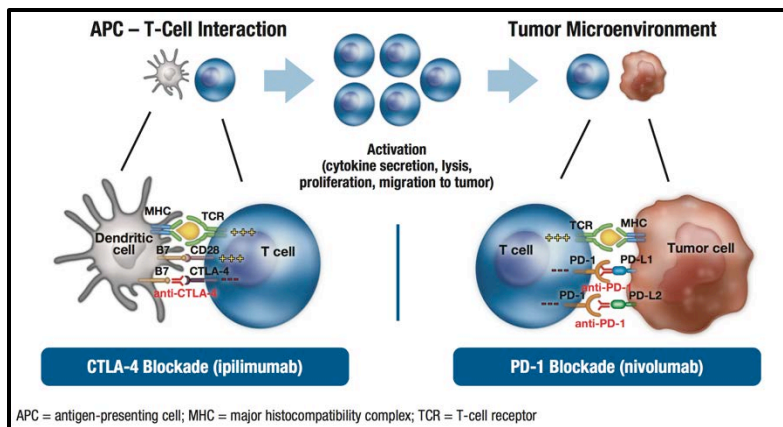 APC – T-Cell Interaction
Tumor Microenvironment
Activation
(cytokine secretion, lysis,
proliferation, migration to tumor)
MHC
TCR
Dendritic
cell
+++
B7
CD28
+++
T cell
B7
CTLA-4
---
anti-CTLA-4
TCR
MHC
+++
T cell
Tumor cell
PD-1
PD-L1
---
anti-PD-1
PD-1
PD-L2
---
anti-PD-1
CTLA-4 Blockade (ipilimumab)
PD-1 Blockade (nivolumab)
APC = antigen-presenting cell; MHC = major histocompatibility complex; TCR = T-cell receptor